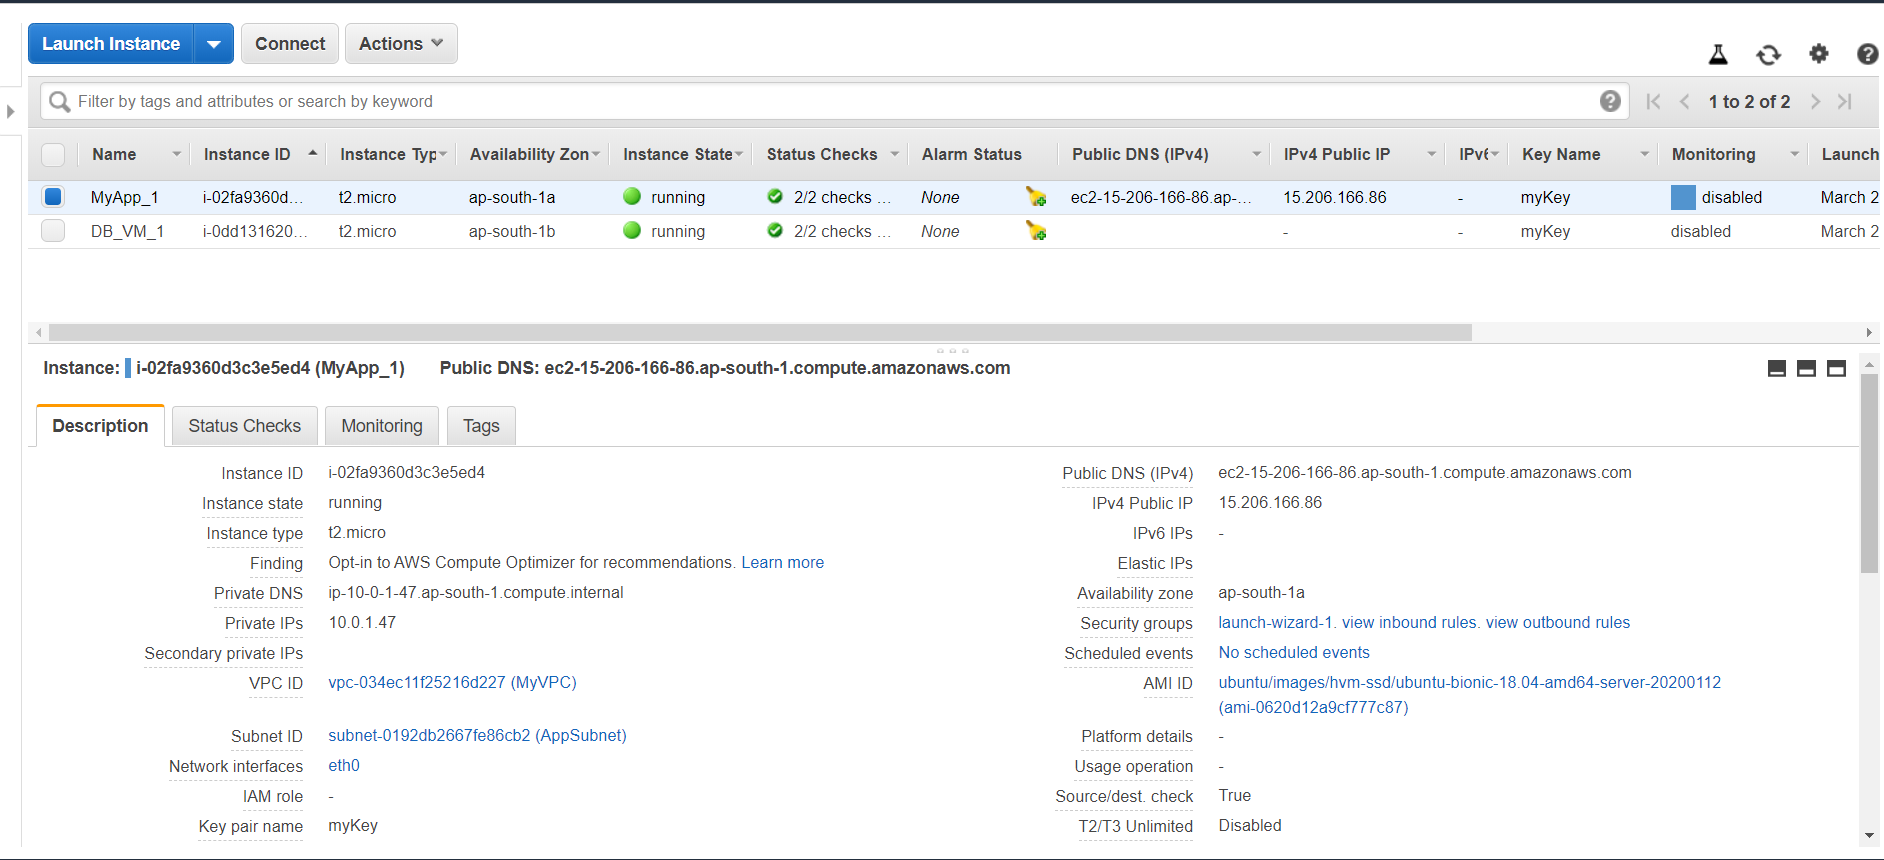 Launch Instance Connect Actions
Filter by tags and attributes or search by keyword 1 to 2 of 2
Name Instance ID Instance Typ Availability Zon Instance State Status Checks Alarm Status Public DNS (IPv4) IPv4 Public IP IPv6 Key Name Monitoring Launch
MyApp_1 i-02fa9360d... t2.micro ap-south-1a running 2/2 checks ... None ec2-15-206-166-86.ap-... 15.206.166.86 - myKey disabled March 2
DB_VM_1 i-0dd131620... t2.micro ap-south-1b running 2/2 checks ... None - - myKey disabled March 2
Instance: i-02fa9360d3c3e5ed4 (MyApp_1) Public DNS: ec2-15-206-166-86.ap-south-1.compute.amazonaws.com
Description Status Checks Monitoring Tags
Instance ID i-02fa9360d3c3e5ed4 Public DNS (IPv4) ec2-15-206-166-86.ap-south-1.compute.amazonaws.com
Instance state running IPv4 Public IP 15.206.166.86
Instance type t2.micro IPv6 IPs -
Finding Opt-in to AWS Compute Optimizer for recommendations. Learn more Elastic IPs
Private DNS ip-10-0-1-47.ap-south-1.compute.internal Availability zone ap-south-1a
Private IPs 10.0.1.47 Security groups launch-wizard-1. view inbound rules. view outbound rules
Secondary private IPs Scheduled events No scheduled events
VPC ID vpc-034ec11f25216d227 (MyVPC) AMI ID ubuntu/images/hvm-ssd/ubuntu-bionic-18.04-amd64-server-20200112
(ami-0620d12a9cf777c87)
Subnet ID subnet-0192db2667fe86cb2 (AppSubnet) Platform details -
Network interfaces eth0 Usage operation -
IAM role - Source/dest. check True
Key pair name myKey T2/T3 Unlimited Disabled